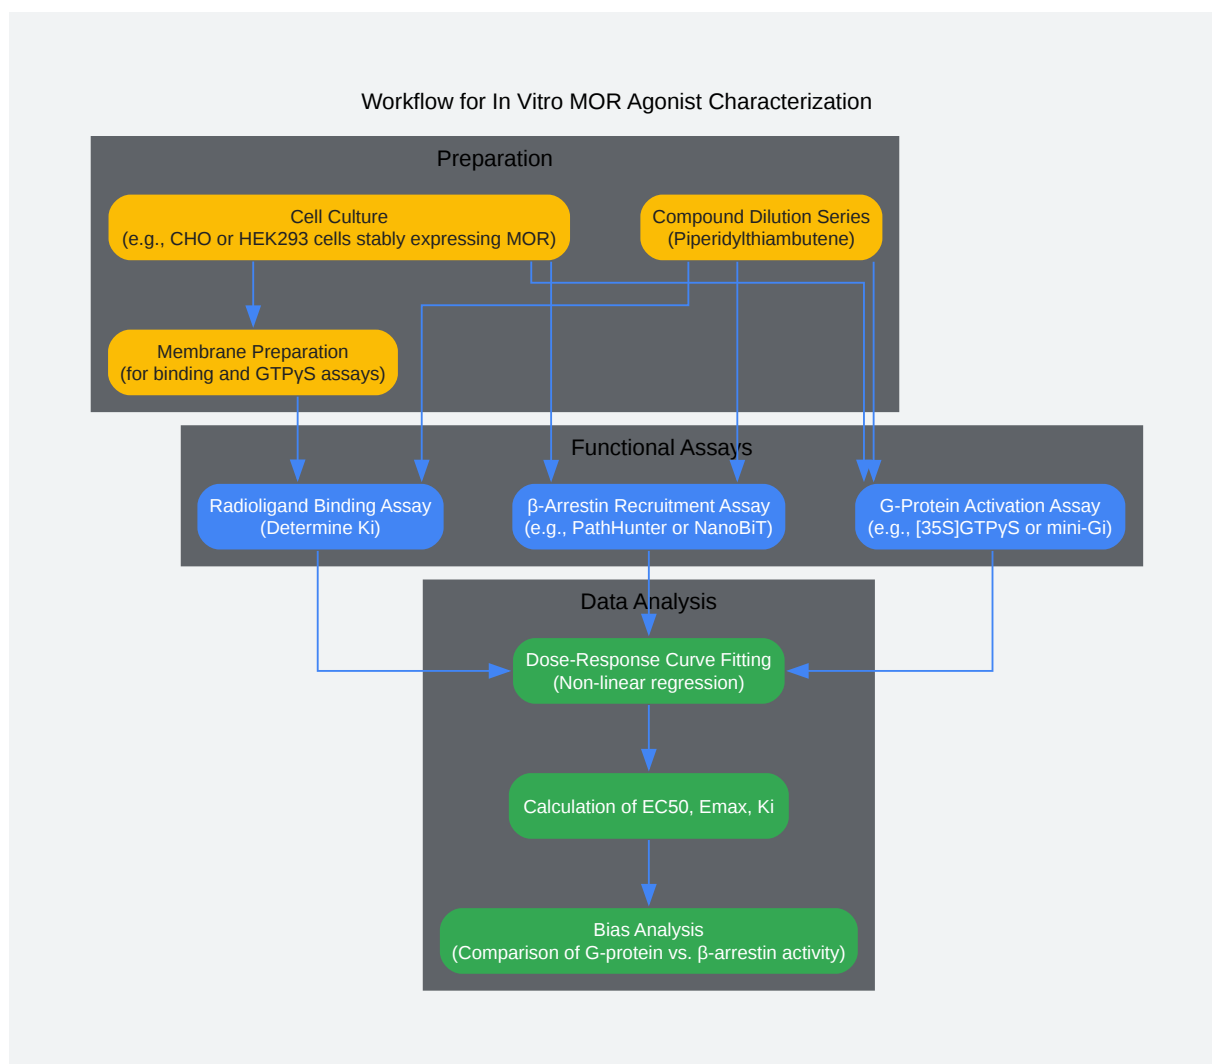 Workflow for In Vitro MOR Agonist Characterization
Preparation
Cell Culture
(e.g., CHO or HEK293 cells stably expressing MOR)
Compound Dilution Series
(Piperidylthiambutene)
Membrane Preparation
(for binding and GTPγS assays)
Functional Assays
Radioligand Binding Assay
(Determine Ki)
β-Arrestin Recruitment Assay
(e.g., PathHunter or NanoBiT)
G-Protein Activation Assay
(e.g., [35S]GTPγS or mini-Gi)
Data Analysis
Dose-Response Curve Fitting
(Non-linear regression)
Calculation of EC50, Emax, Ki
Bias Analysis
(Comparison of G-protein vs. β-arrestin activity)